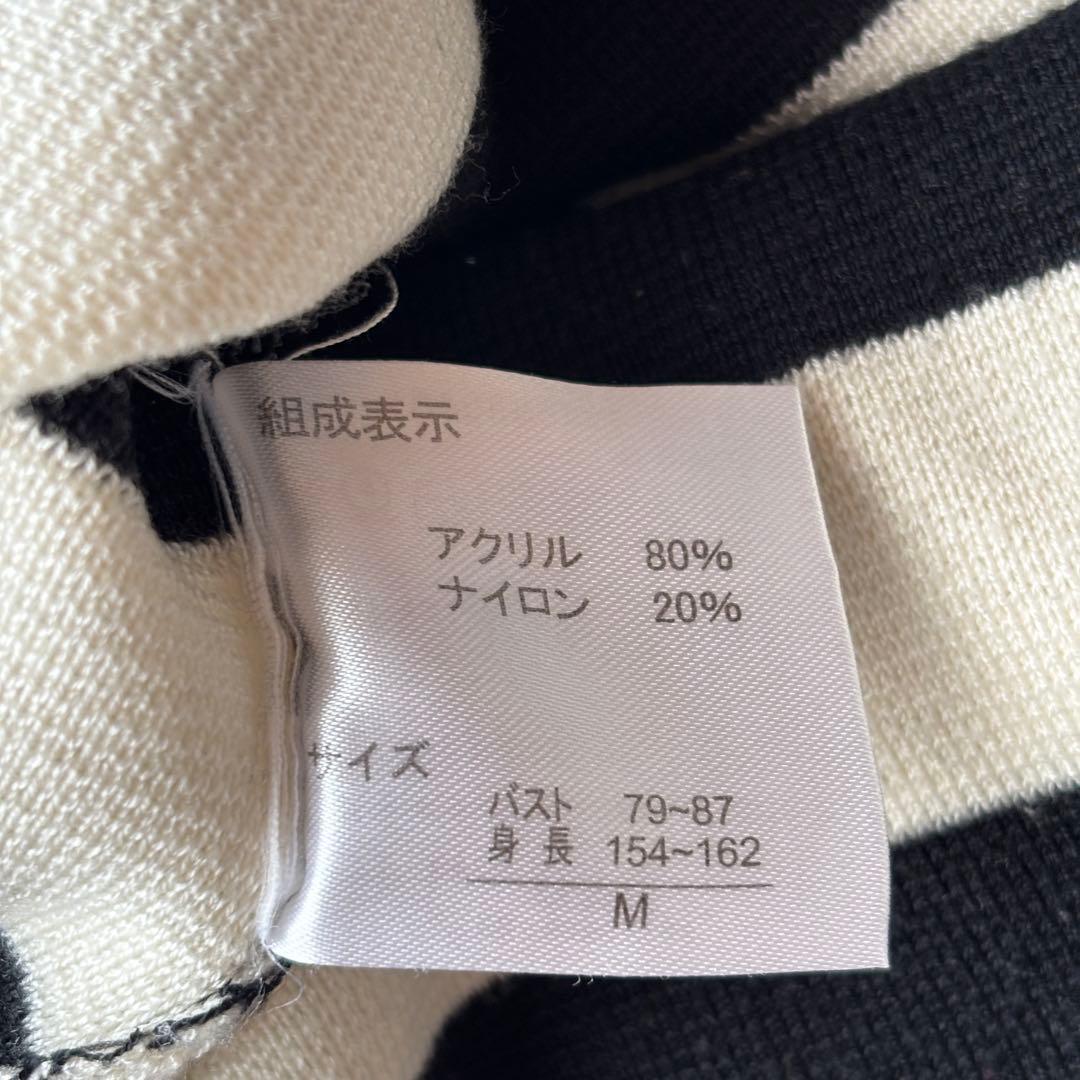 組成表示
アクリル 80%
ナイロン 20%
サイズ
バスト 79~87
身長 154~162
M